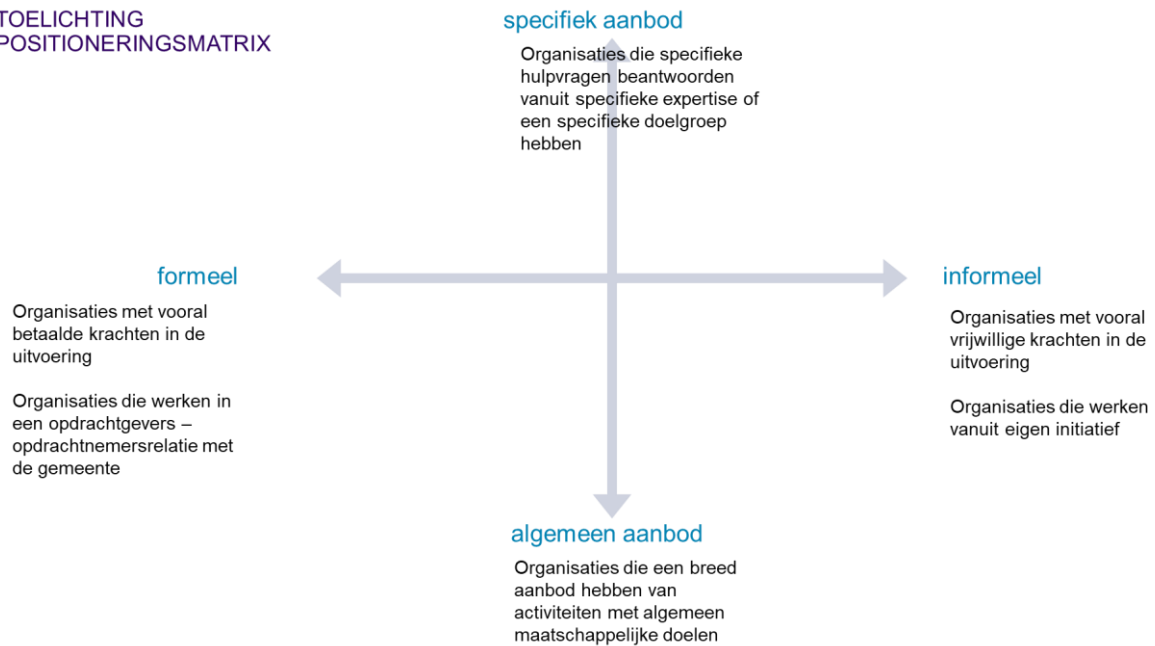 TOELICHTING
POSITIONERINGSMATRIX
specifiek aanbod
Organisaties die specifieke
hulpvragen beantwoorden
vanuit specifieke expertise of
een specifieke doelgroep
hebben
formeel
Organisaties met vooral
betaalde krachten in de
uitvoering
Organisaties die werken in
een opdrachtgevers –
opdrachtnemersrelatie met
de gemeente
informeel
Organisaties met vooral
vrijwillige krachten in de
uitvoering
Organisaties die werken
vanuit eigen initiatief
algemeen aanbod
Organisaties die een breed
aanbod hebben van
activiteiten met algemeen
maatschappelijke doelen